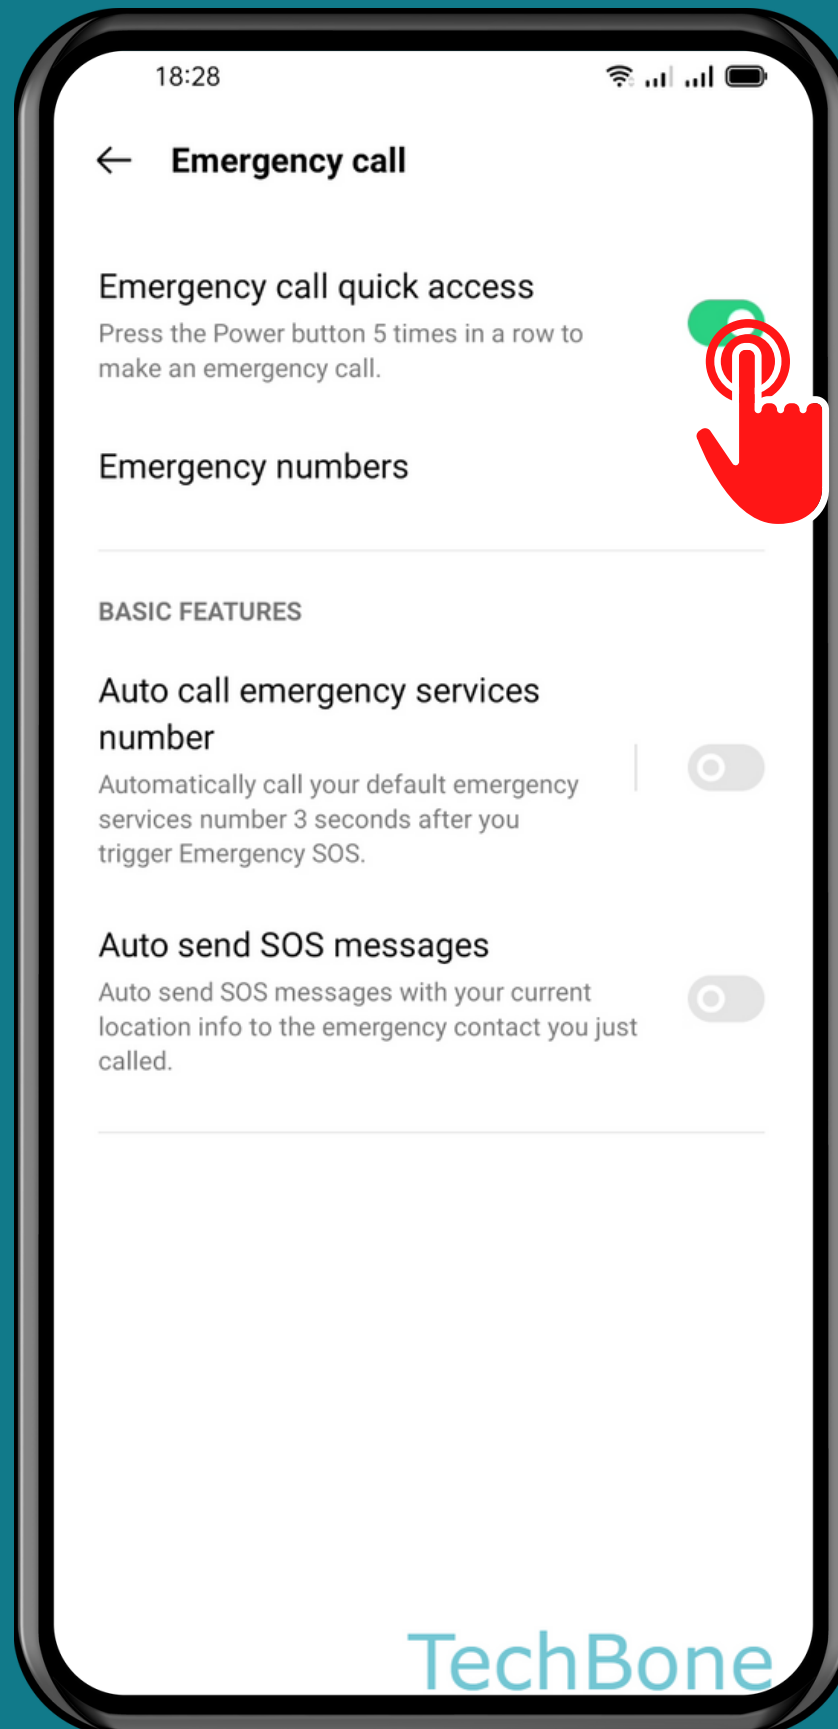 18:28
Emergency call
Emergency call quick access
Press the Power button 5 times in a row to
make an emergency call.
Emergency numbers
BASIC FEATURES
Auto call emergency services
number
Automatically call your default emergency
services number 3 seconds after you
trigger Emergency SOS.
Auto send SOS messages
Auto send SOS messages with your current
location info to the emergency contact you just
called.
TechBone